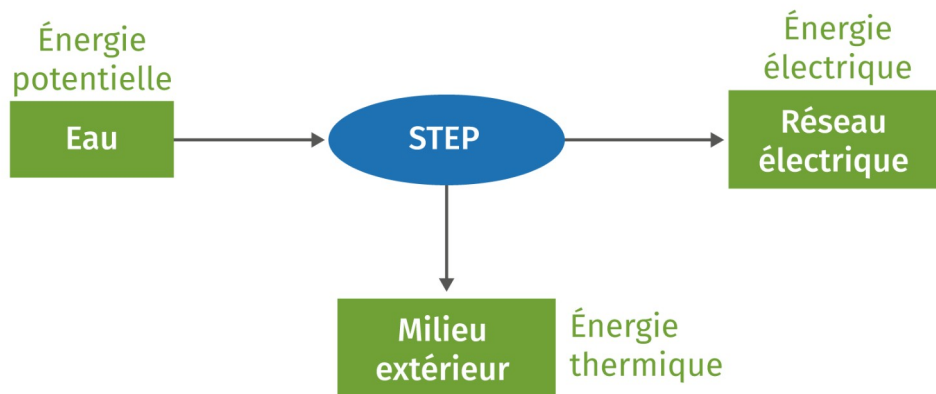 Énergie
potentielle
Eau
STEP
Énergie
électrique
Réseau
électrique
Milieu
extérieur
Énergie
thermique